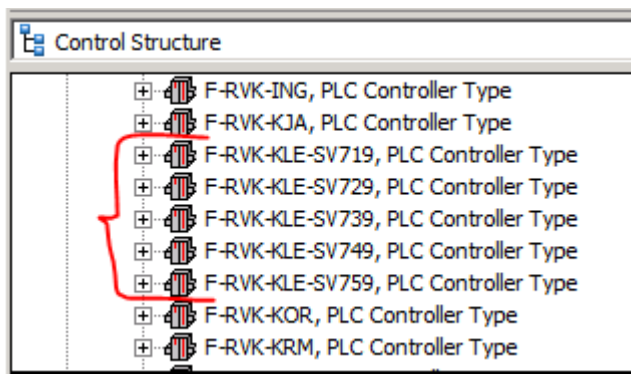 Control Structure
F-RVK-ING, PLC Controller Type
F-RVK-KJA, PLC Controller Type
F-RVK-KLE-SV719, PLC Controller Type
F-RVK-KLE-SV729, PLC Controller Type
F-RVK-KLE-SV739, PLC Controller Type
F-RVK-KLE-SV749, PLC Controller Type
F-RVK-KLE-SV759, PLC Controller Type
F-RVK-KOR, PLC Controller Type
F-RVK-KRM, PLC Controller Type